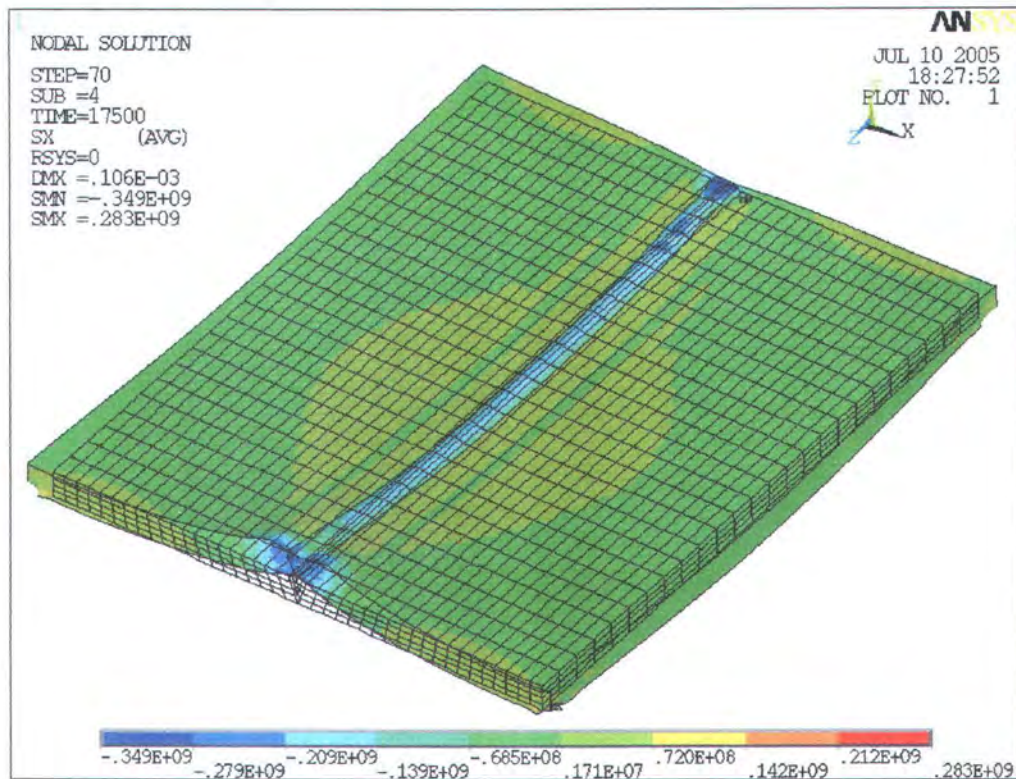 NODAL SOLUTION
STEP=70
SUB =4
TIME=17500
SX (AVG)
RSYS=0
DMX =.106E-03
SMN =-.349E+09
SMX =.283E+09
ANSYS
JUL 10 2005
18:27:52
PLOT NO. 1
Y
Z X
-.349E+09 -.209E+09 -.685E+08 .720E+08 .212E+09
-.279E+09 -.139E+09 .171E+07 .142E+09 .283E+09